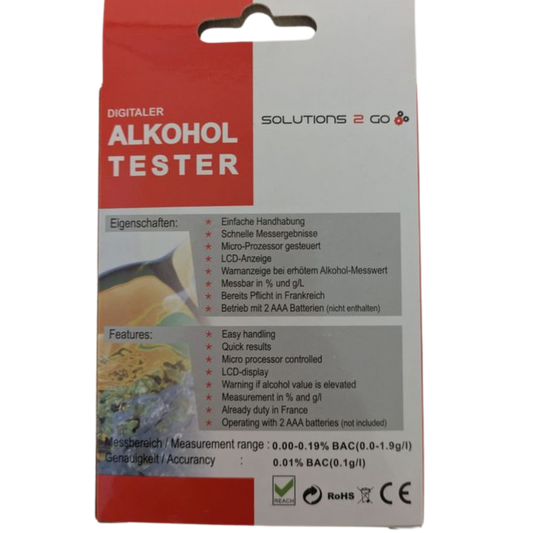 DIGITALER
ALKOHOL
TESTER
SOLUTIONS 2 GO
Eigenschaften:
* Einfache Handhabung
* Schnelle Messergebnisse
* Micro-Prozessor gesteuert
* LCD-Anzeige
* Warnanzeige bei erhötem Alkohol-Messwert
* Messbar in % und g/L
* Bereits Pflicht in Frankreich
* Betrieb mit 2 AAA Batterien (nicht enthalten)
Features:
* Easy handling
* Quick results
* Micro processor controlled
* LCD-display
* Warning if alcohol value is elevated
* Measurement in % and g/l
* Already duty in France
* Operating with 2 AAA batteries (not included)
Messbereich / Measurement range : 0.00-0.19% BAC(0.0-1.9g/l)
Genauigkeit / Accurancy : 0.01% BAC(0.1g/l)
REACH RoHS CE